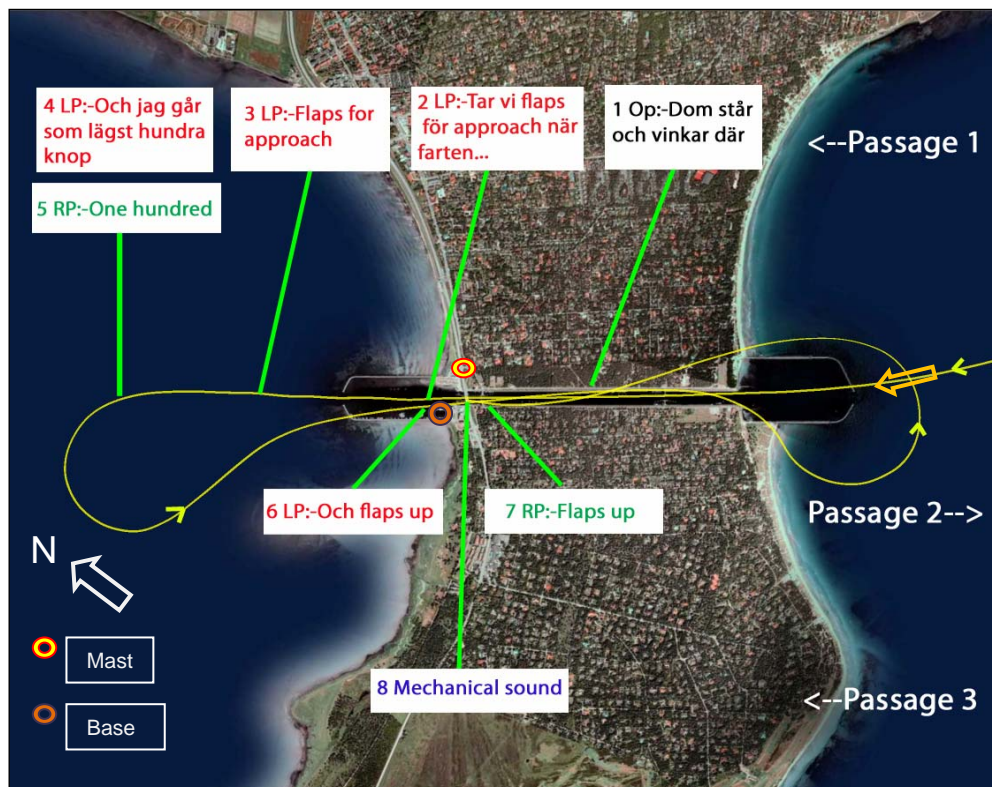 4 LP:-Och jag går
som lägst hundra
knop
3 LP:-Flaps for
approach
2 LP:-Tar vi flaps
för approach när
farten...
1 Op:-Dom står
och vinkar där
<--Passage 1
5 RP:-One hundred
6 LP:-Och flaps up
7 RP:-Flaps up
Passage 2-->
N
Mast
8 Mechanical sound
<--Passage 3
Base